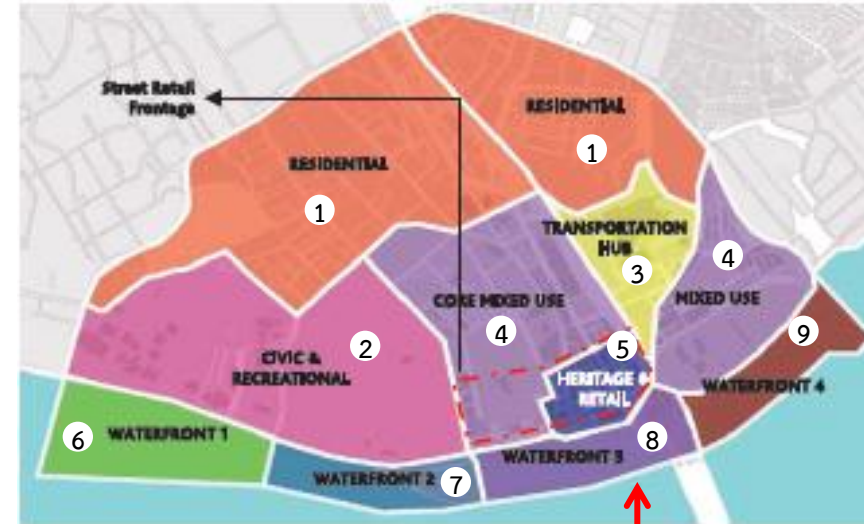 Street Retail
Frontage
RESIDENTIAL
1
RESIDENTIAL
1
TRANSPORTATION
HUB
3
4
MIXED USE
CORE MIXED USE
4
2
CIVIC &
RECREATIONAL
5
HERITAGE &
RETAIL
9
WATERFRONT 4
6
WATERFRONT 1
WATERFRONT 2
7
WATERFRONT 3
8